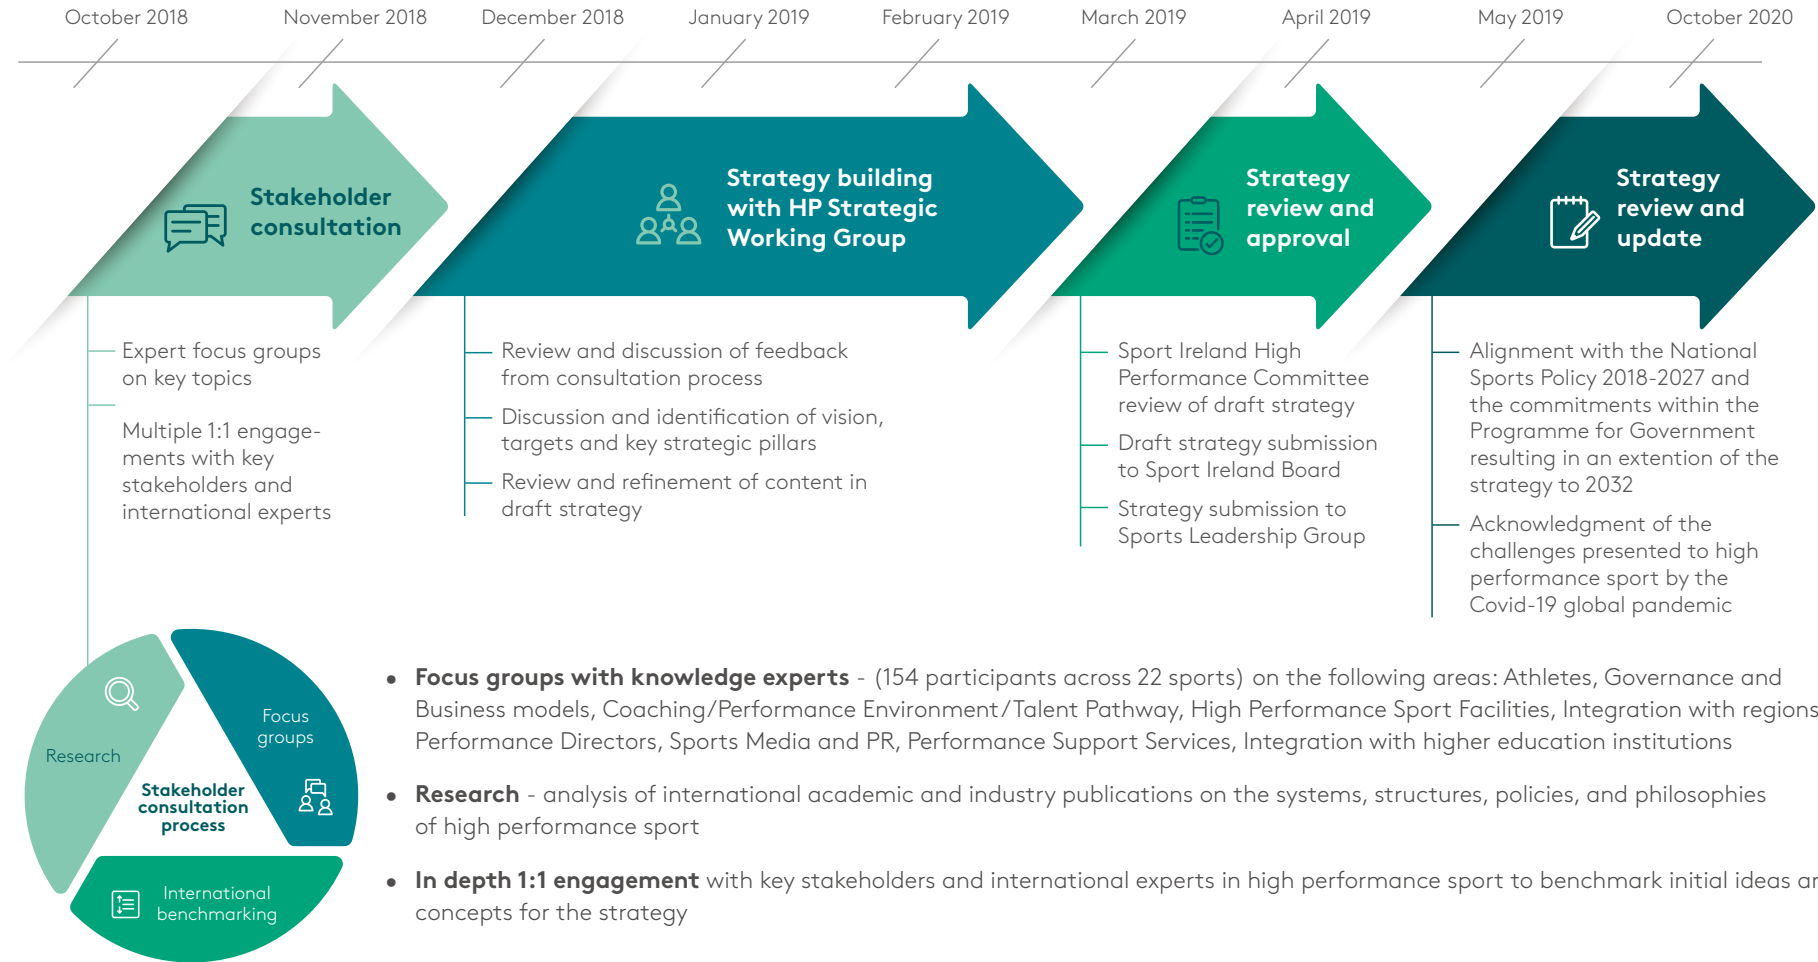 October 2018
November 2018
December 2018
January 2019
February 2019
March 2019
April 2019
May 2019
October 2020
Stakeholder
consultation
Strategy building
with HP Strategic
Working Group
Strategy
review and
approval
Strategy
review and
update
Expert focus groups
on key topics
Multiple 1:1 engage-
ments with key
stakeholders and
international experts
Review and discussion of feedback
from consultation process
Discussion and identification of vision,
targets and key strategic pillars
Review and refinement of content in
draft strategy
Sport Ireland High
Performance Committee
review of draft strategy
Draft strategy submission
to Sport Ireland Board
Strategy submission to
Sports Leadership Group
Alignment with the National
Sports Policy 2018-2027 and
the commitments within the
Programme for Government
resulting in an extention of the
strategy to 2032
Acknowledgment of the
challenges presented to high
performance sport by the
Covid-19 global pandemic
Research
Focus
groups
Stakeholder
consultation
process
International
benchmarking
• Focus groups with knowledge experts - (154 participants across 22 sports) on the following areas: Athletes, Governance and
Business models, Coaching/Performance Environment/Talent Pathway, High Performance Sport Facilities, Integration with regions
Performance Directors, Sports Media and PR, Performance Support Services, Integration with higher education institutions
• Research - analysis of international academic and industry publications on the systems, structures, policies, and philosophies
of high performance sport
• In depth 1:1 engagement with key stakeholders and international experts in high performance sport to benchmark initial ideas
concepts for the strategy